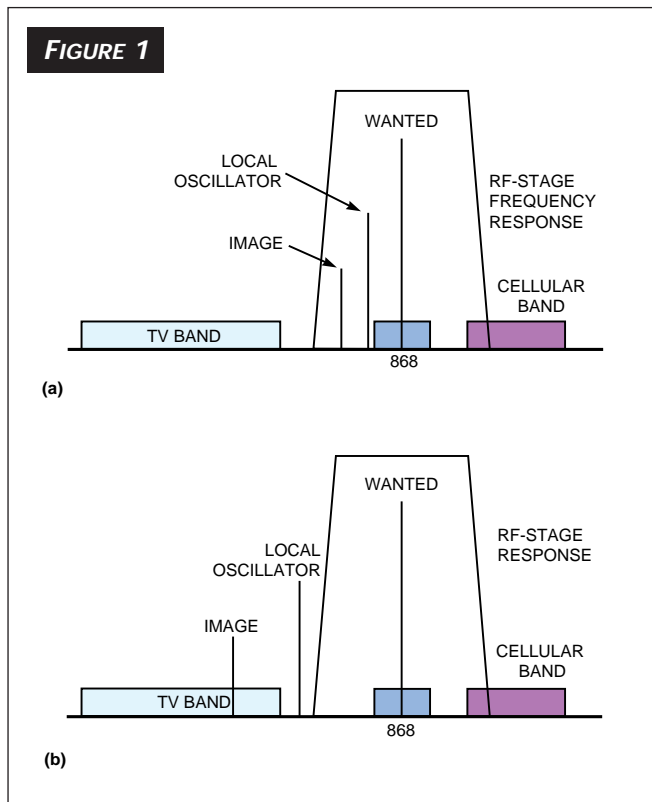 FIGURE 1
WANTED
LOCAL
OSCILLATOR
RF-STAGE
FREQUENCY
RESPONSE
IMAGE
CELLULAR
BAND
TV BAND
868
(a)
WANTED
LOCAL
OSCILLATOR
RF-STAGE
RESPONSE
IMAGE
CELLULAR
BAND
TV BAND
868
(b)